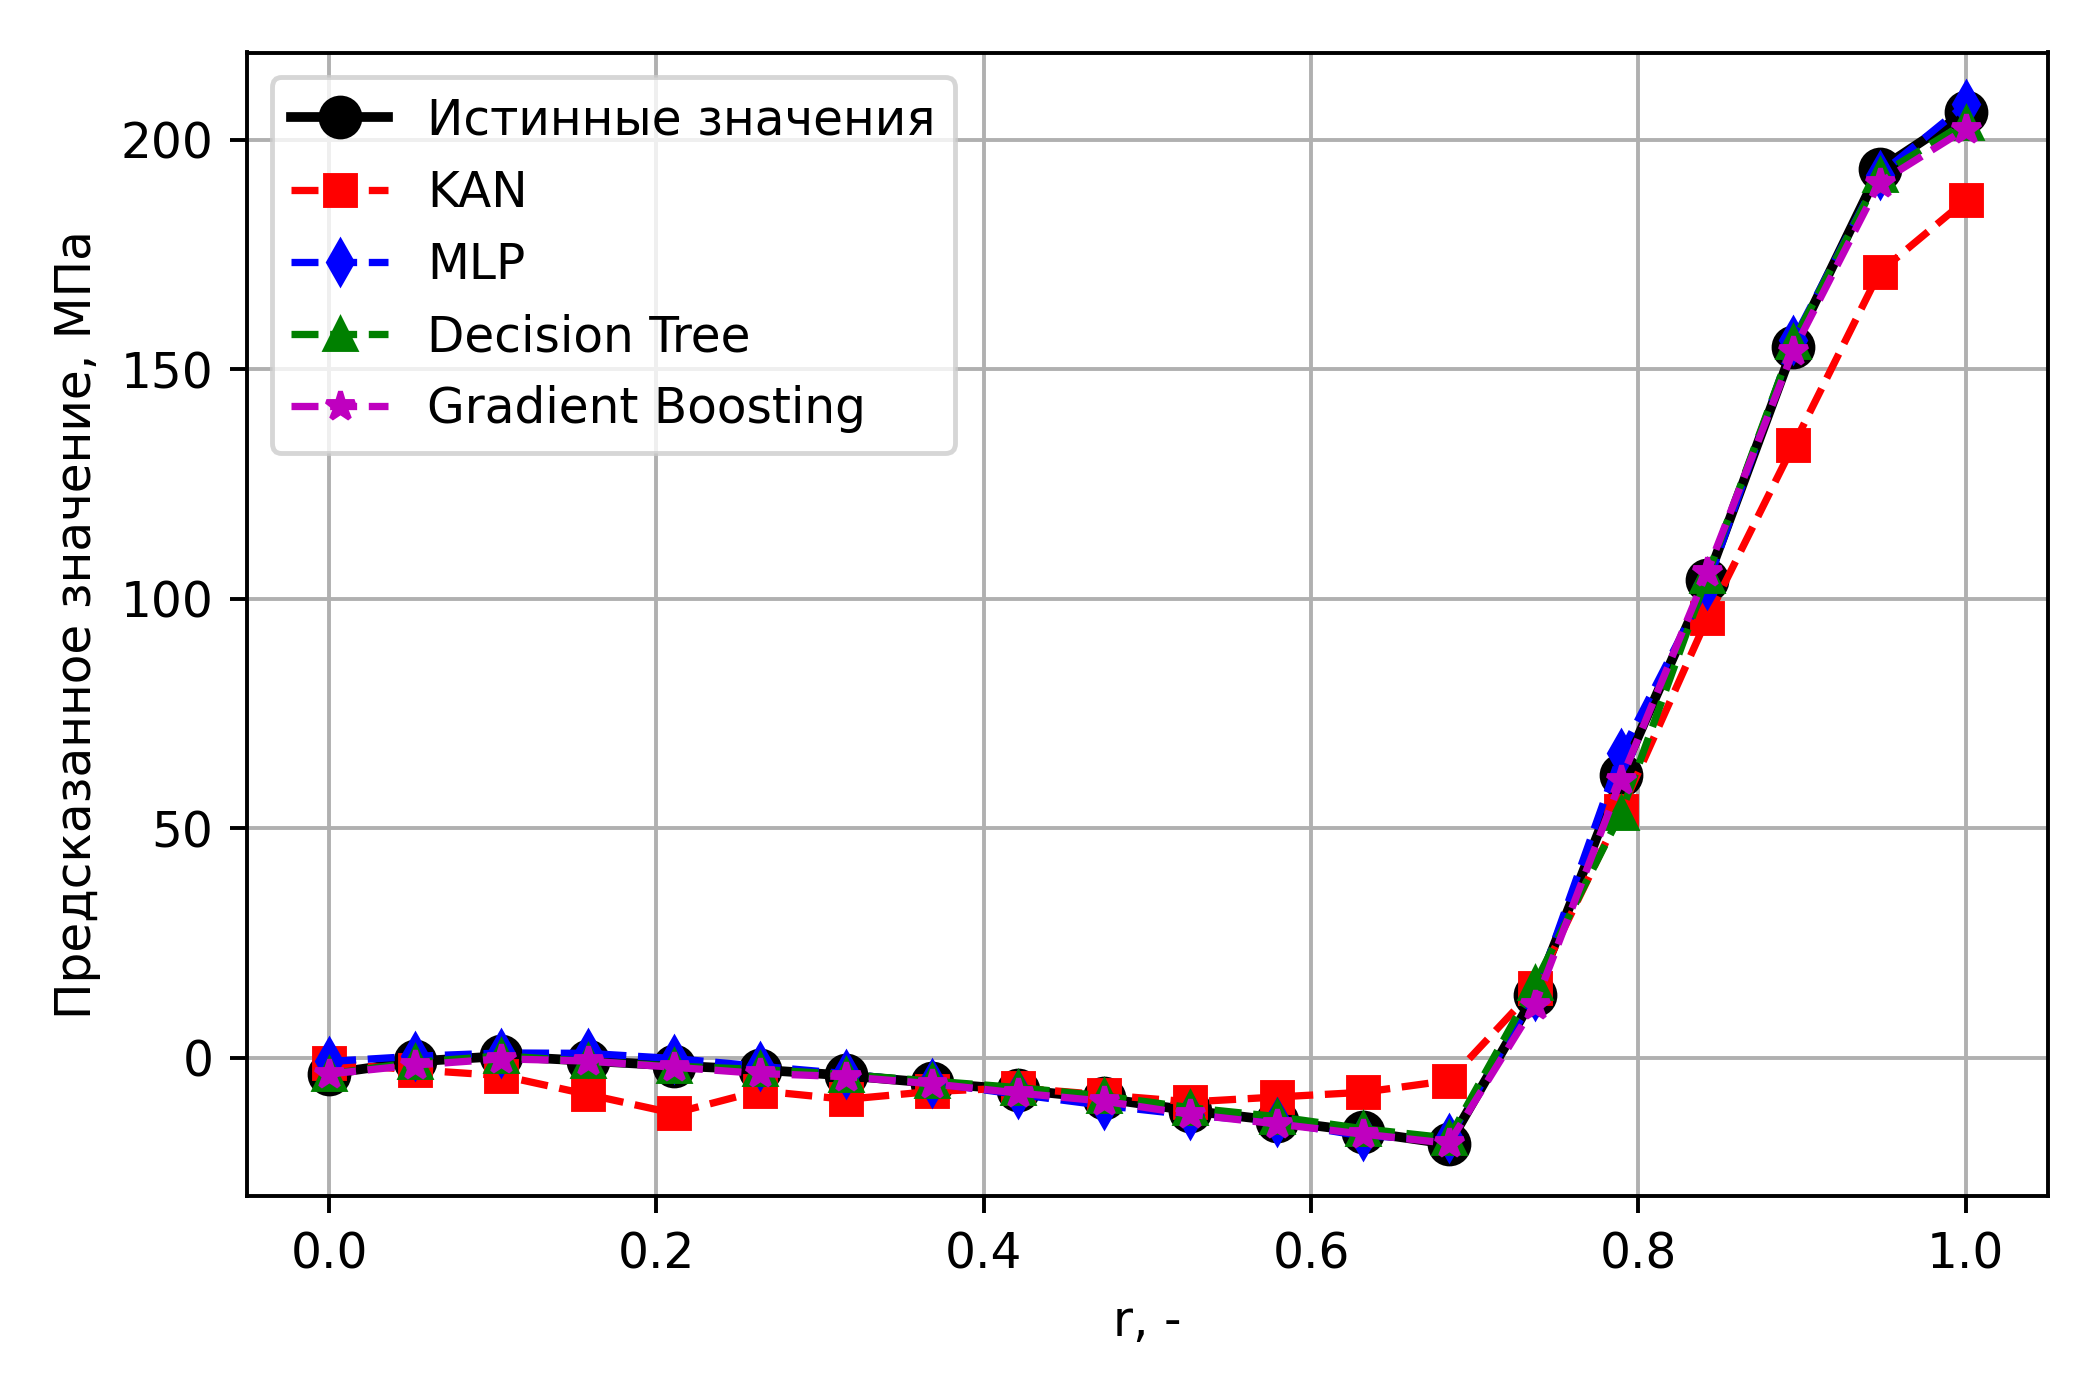 Истинные значения
KAN
MLP
Decision Tree
Gradient Boosting
Предсказанное значение, МПа
200
150
100
50
0
0.0 0.2 0.4 0.6 0.8 1.0
r, -